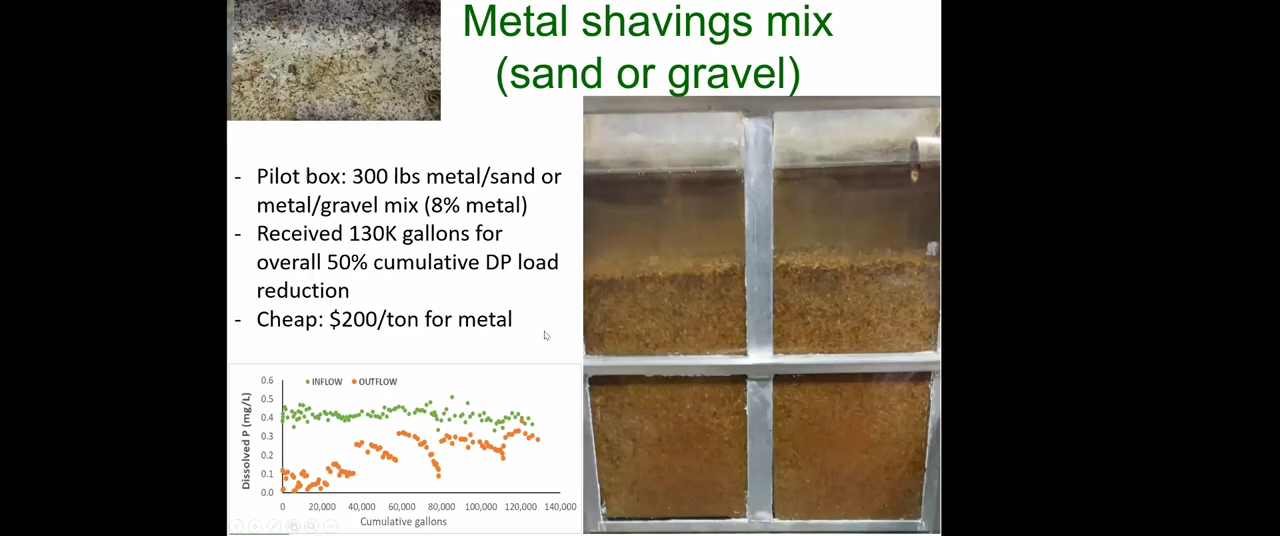 Metal shavings mix
(sand or gravel)
- Pilot box: 300 lbs metal/sand or
metal/gravel mix (8% metal)
- Received 130K gallons for
overall 50% cumulative DP load
reduction
- Cheap: $200/ton for metal
INFLOW OUTFLOW
Dissolved P (mg/L)
0.6
0.5
0.4
0.3
0.2
0.1
0.0
0 20,000 40,000 60,000 80,000 100,000 120,000 140,000
Cumulative gallons